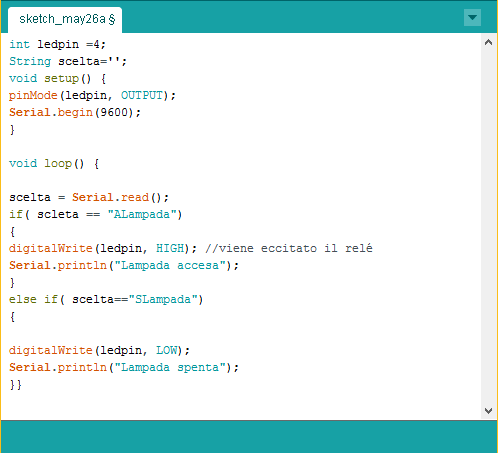 sketch_may26a §
int ledpin =4;
String scelta='';
void setup() {
pinMode(ledpin, OUTPUT);
Serial.begin(9600);
}
void loop() {
scelta = Serial.read();
if( scleta == "ALampada")
{
digitalWrite(ledpin, HIGH); //viene eccitato il relé
Serial.println("Lampada accesa");
}
else if( scelta=="SLampada")
{
digitalWrite(ledpin, LOW);
Serial.println("Lampada spenta");
}}